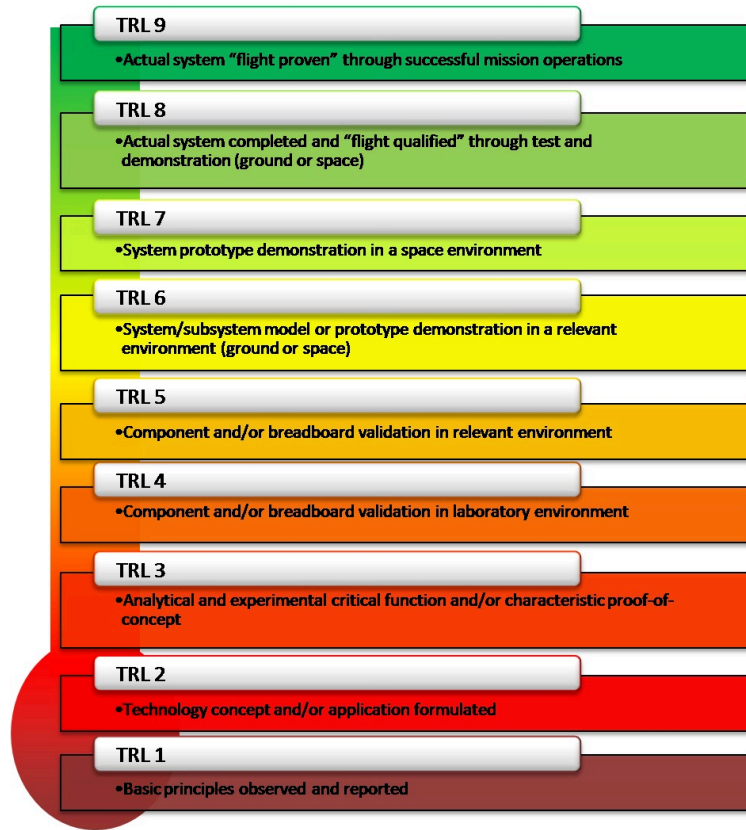 TRL 9
•Actual system “flight proven” through successful mission operations
TRL 8
•Actual system completed and “flight qualified” through test and
demonstration (ground or space)
TRL 7
•System prototype demonstration in a space environment
TRL 6
•System/subsystem model or prototype demonstration in a relevant
environment (ground or space)
TRL 5
•Component and/or breadboard validation in relevant environment
TRL 4
•Component and/or breadboard validation in laboratory environment
TRL 3
•Analytical and experimental critical function and/or characteristic proof-of-
concept
TRL 2
•Technology concept and/or application formulated
TRL 1
•Basic principles observed and reported